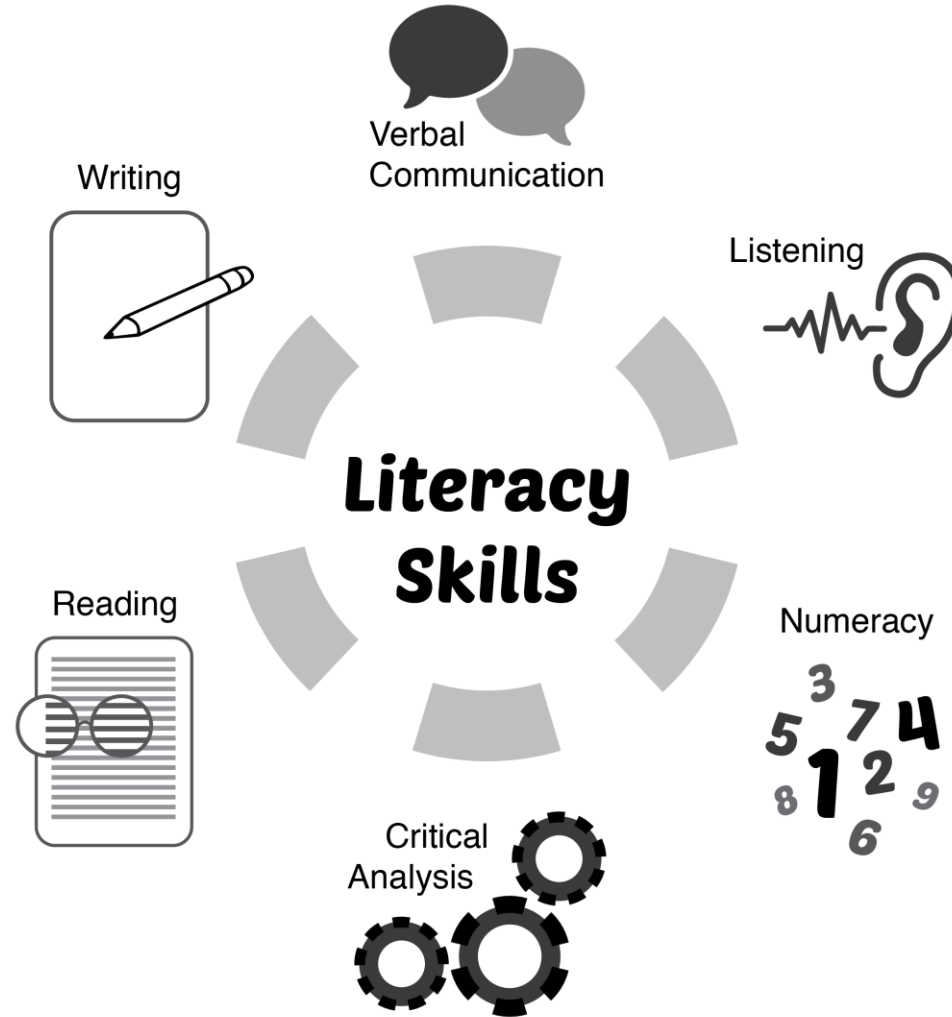 Verbal
Communication
Writing
Listening
Literacy
Skills
Reading
Numeracy
3
5 7 4
1 2
8 9
6
Critical
Analysis